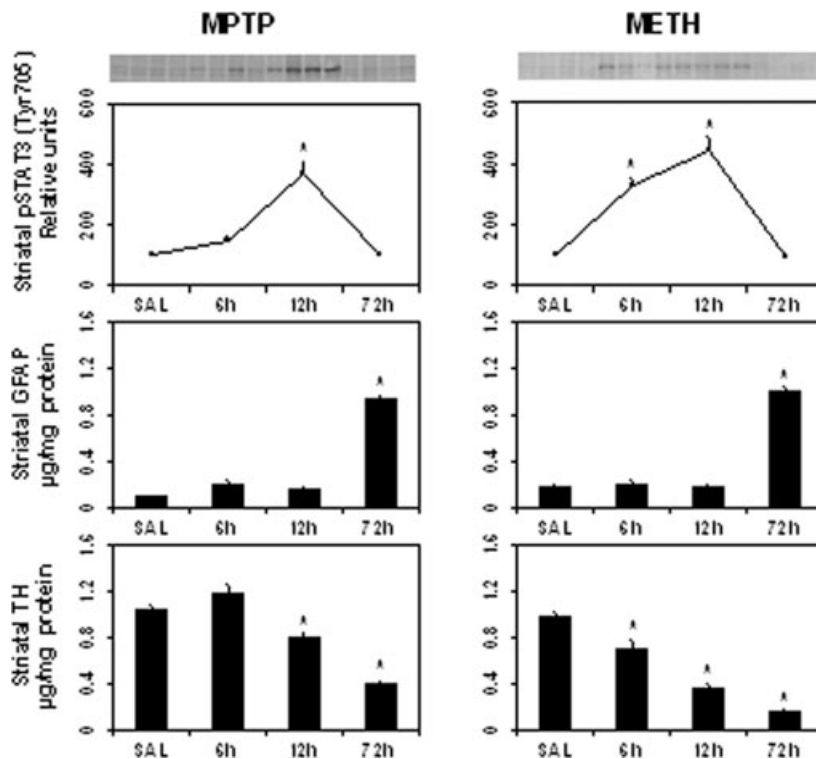 MPTP
METH
Striatal pSTAT3 (Tyr705)
Relative units
600
400
200
0
SAL 6h 12h 72h
*
600
400
200
0
SAL 6h 12h 72h
*
*
Striatal GFAP
µg/mg protein
1.6
1.2
0.8
0.4
0
SAL 6h 12h 72h
*
1.6
1.2
0.8
0.4
0
SAL 6h 12h 72h
*
Striatal TH
µg/mg protein
1.6
1.2
0.8
0.4
0
SAL 6h 12h 72h
*
*
1.6
1.2
0.8
0.4
0
SAL 6h 12h 72h
*
*
*